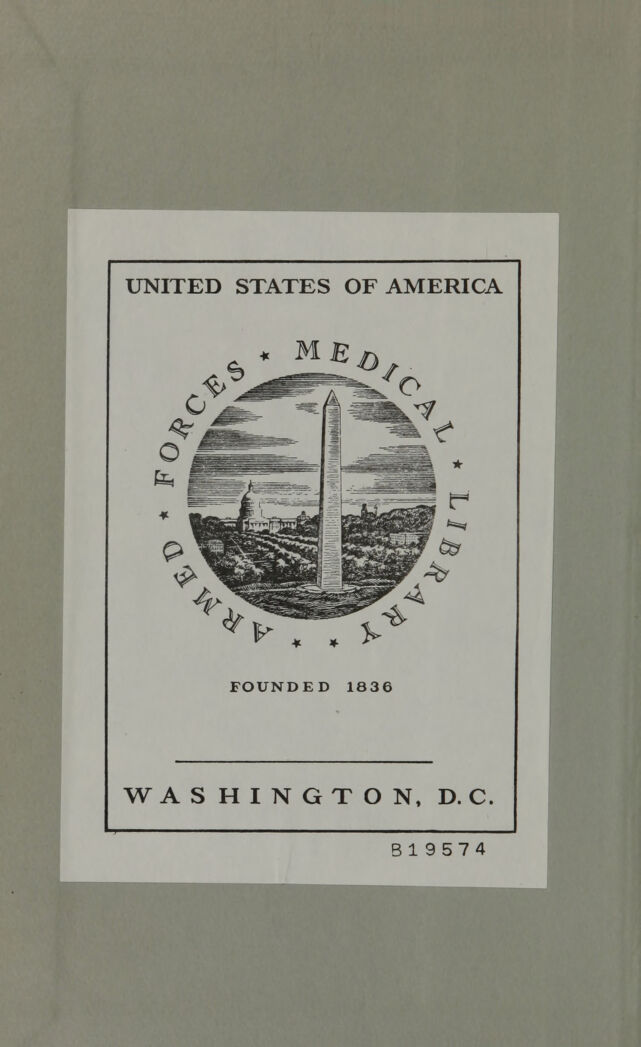 UNITED STATES OF AMERICA
ARMED ★ FORCES ★ MEDICAL ★ LIBRARY ★ ★
FOUNDED 1836
WASHINGTON, D.C.
B19574